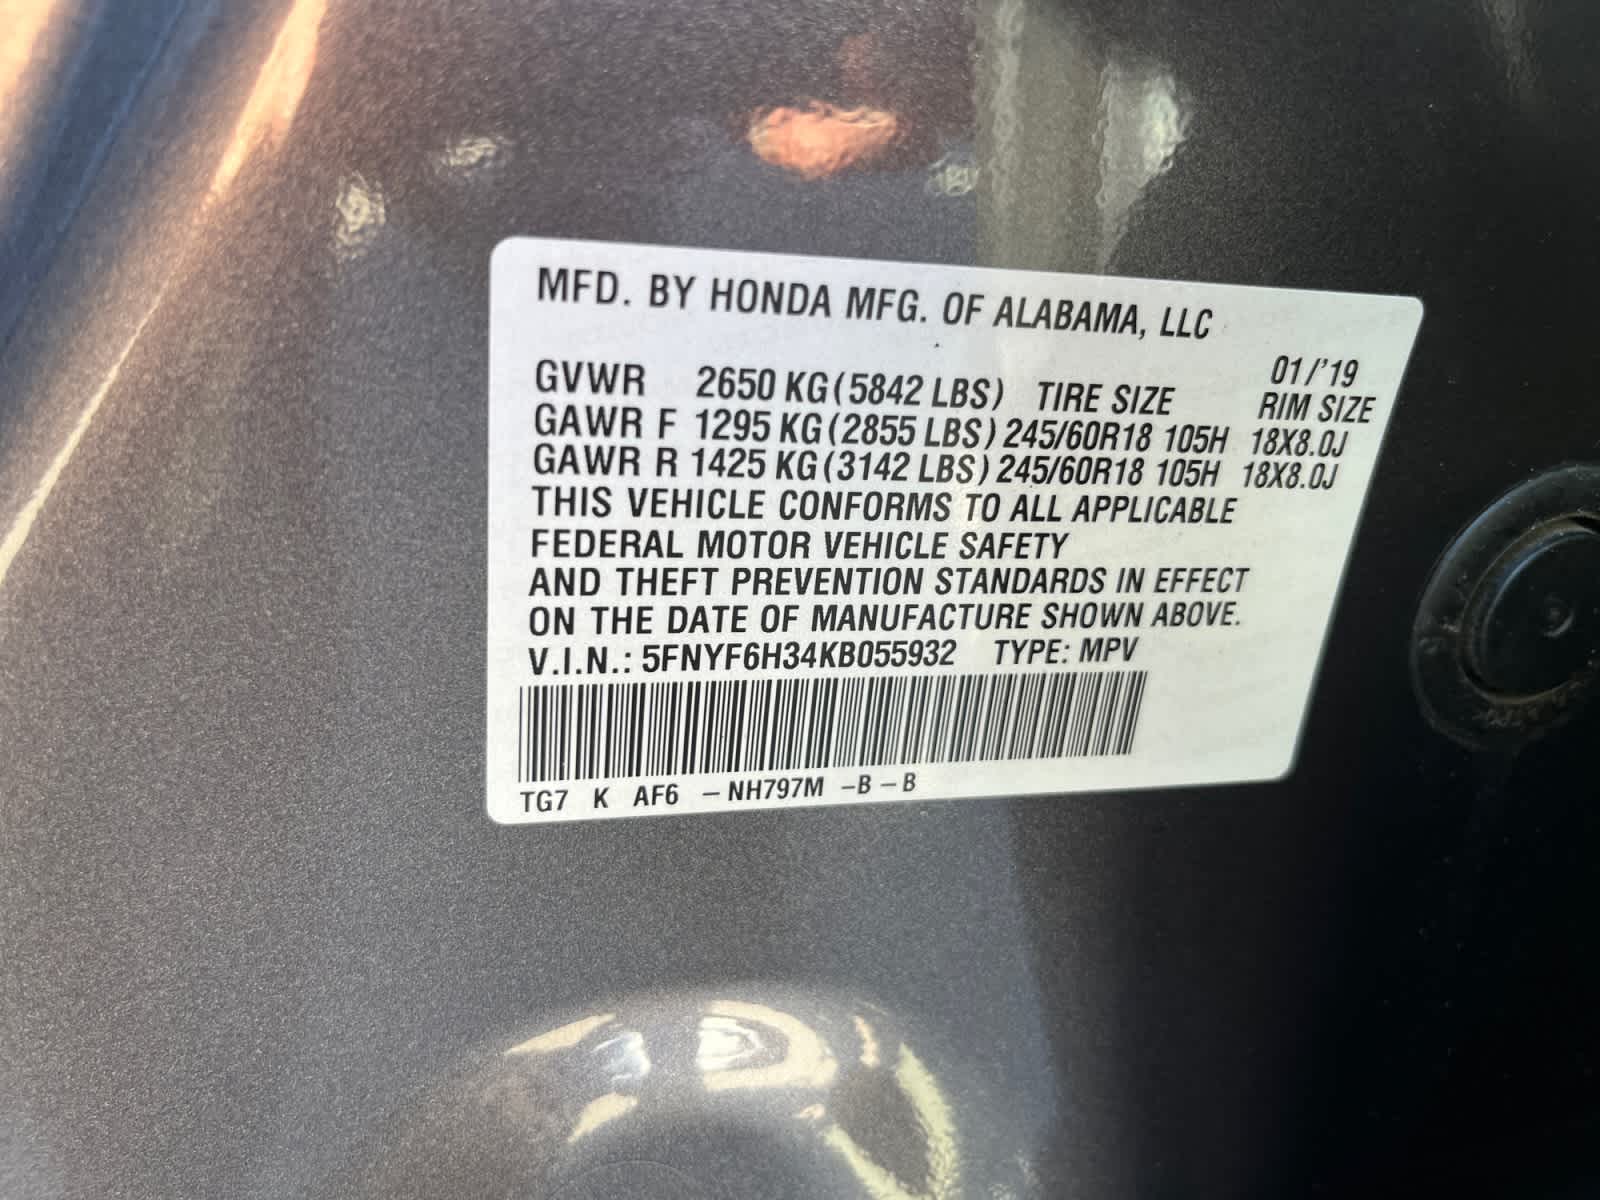 MFD. BY HONDA MFG. OF ALABAMA, LLC
01/'19
GVWR 2650 KG (5842 LBS) TIRE SIZE RIM SIZE
GAWR F 1295 KG (2855 LBS) 245/60R18 105H 18X8.0J
GAWR R 1425 KG (3142 LBS) 245/60R18 105H 18X8.0J
THIS VEHICLE CONFORMS TO ALL APPLICABLE
FEDERAL MOTOR VEHICLE SAFETY
AND THEFT PREVENTION STANDARDS IN EFFECT
ON THE DATE OF MANUFACTURE SHOWN ABOVE.
V.I.N.: 5FNYF6H34KB055932 TYPE: MPV
TG7 K AF6 – NH797M –B – B